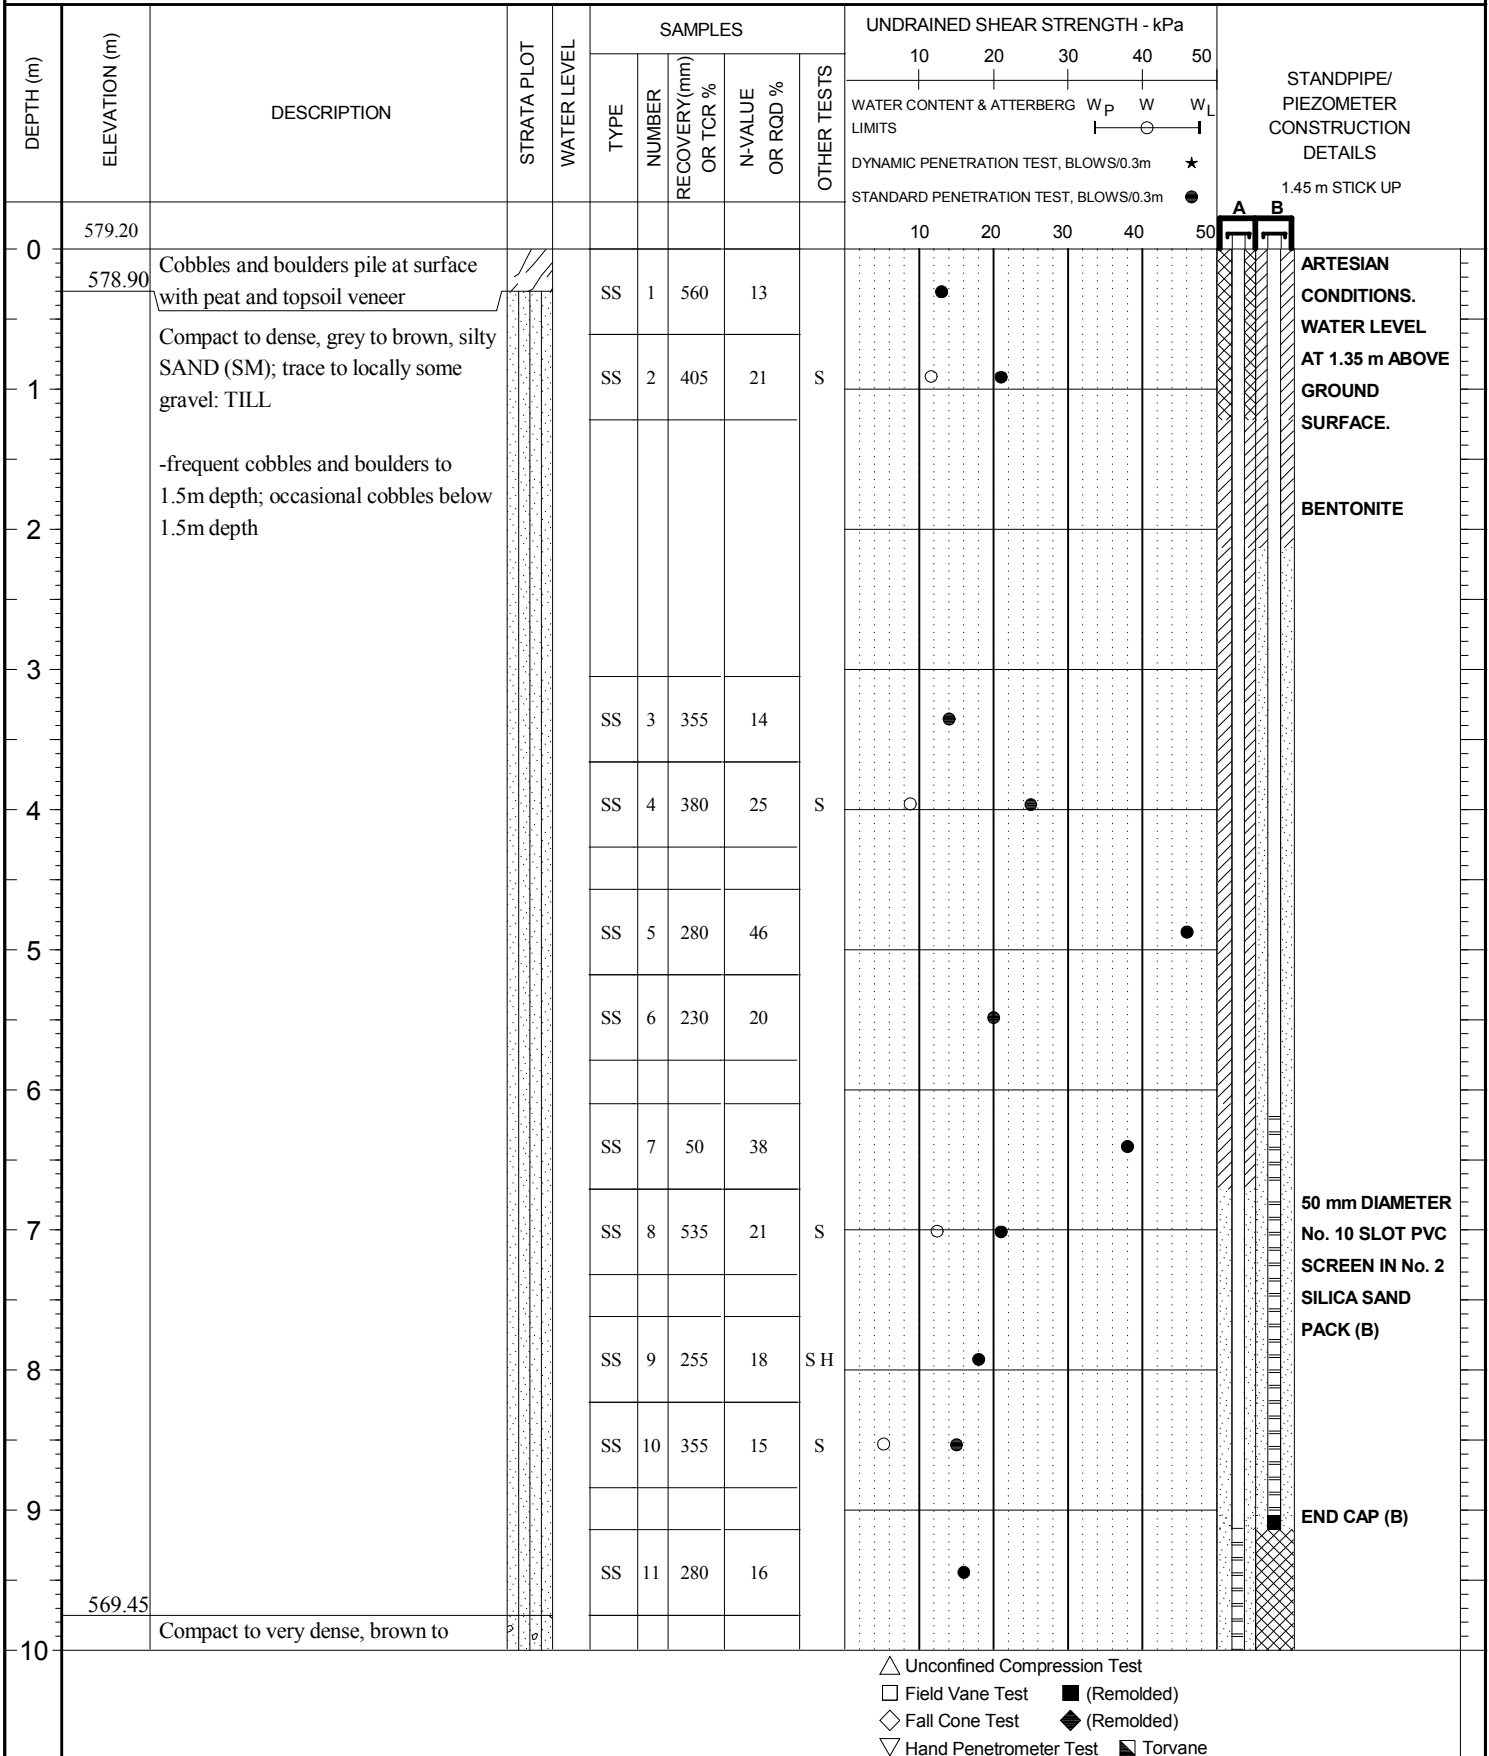 DEPTH (m)
ELEVATION (m)
DESCRIPTION
STRATA PLOT
WATER LEVEL
SAMPLES
TYPE
NUMBER
RECOVERY(mm)
OR TCR %
N-VALUE
OR RQD %
OTHER TESTS
UNDRAINED SHEAR STRENGTH - kPa
10 20 30 40 50
WATER CONTENT & ATTERBERG
LIMITS
WP W WL
DYNAMIC PENETRATION TEST, BLOWS/0.3m ★
STANDARD PENETRATION TEST, BLOWS/0.3m ●
10 20 30 40 50
STANDPIPE/
PIEZOMETER
CONSTRUCTION
DETAILS
1.45 m STICK UP
A B
579.20
0
578.90
Cobbles and boulders pile at surface
with peat and topsoil veneer
Compact to dense, grey to brown, silty
SAND (SM); trace to locally some
gravel: TILL
-frequent cobbles and boulders to
1.5m depth; occasional cobbles below
1.5m depth
SS 1 560 13
SS 2 405 21 S
1
2
3
SS 3 355 14
SS 4 380 25 S
4
SS 5 280 46
5
SS 6 230 20
6
SS 7 50 38
SS 8 535 21 S
7
SS 9 255 18 S H
8
SS 10 355 15 S
9
SS 11 280 16
569.45
Compact to very dense, brown to
10
ARTESIAN
CONDITIONS.
WATER LEVEL
AT 1.35 m ABOVE
GROUND
SURFACE.
BENTONITE
50 mm DIAMETER
No. 10 SLOT PVC
SCREEN IN No. 2
SILICA SAND
PACK (B)
END CAP (B)
△ Unconfined Compression Test
□ Field Vane Test ■ (Remolded)
◇ Fall Cone Test ◆ (Remolded)
▽ Hand Penetrometer Test Torvane